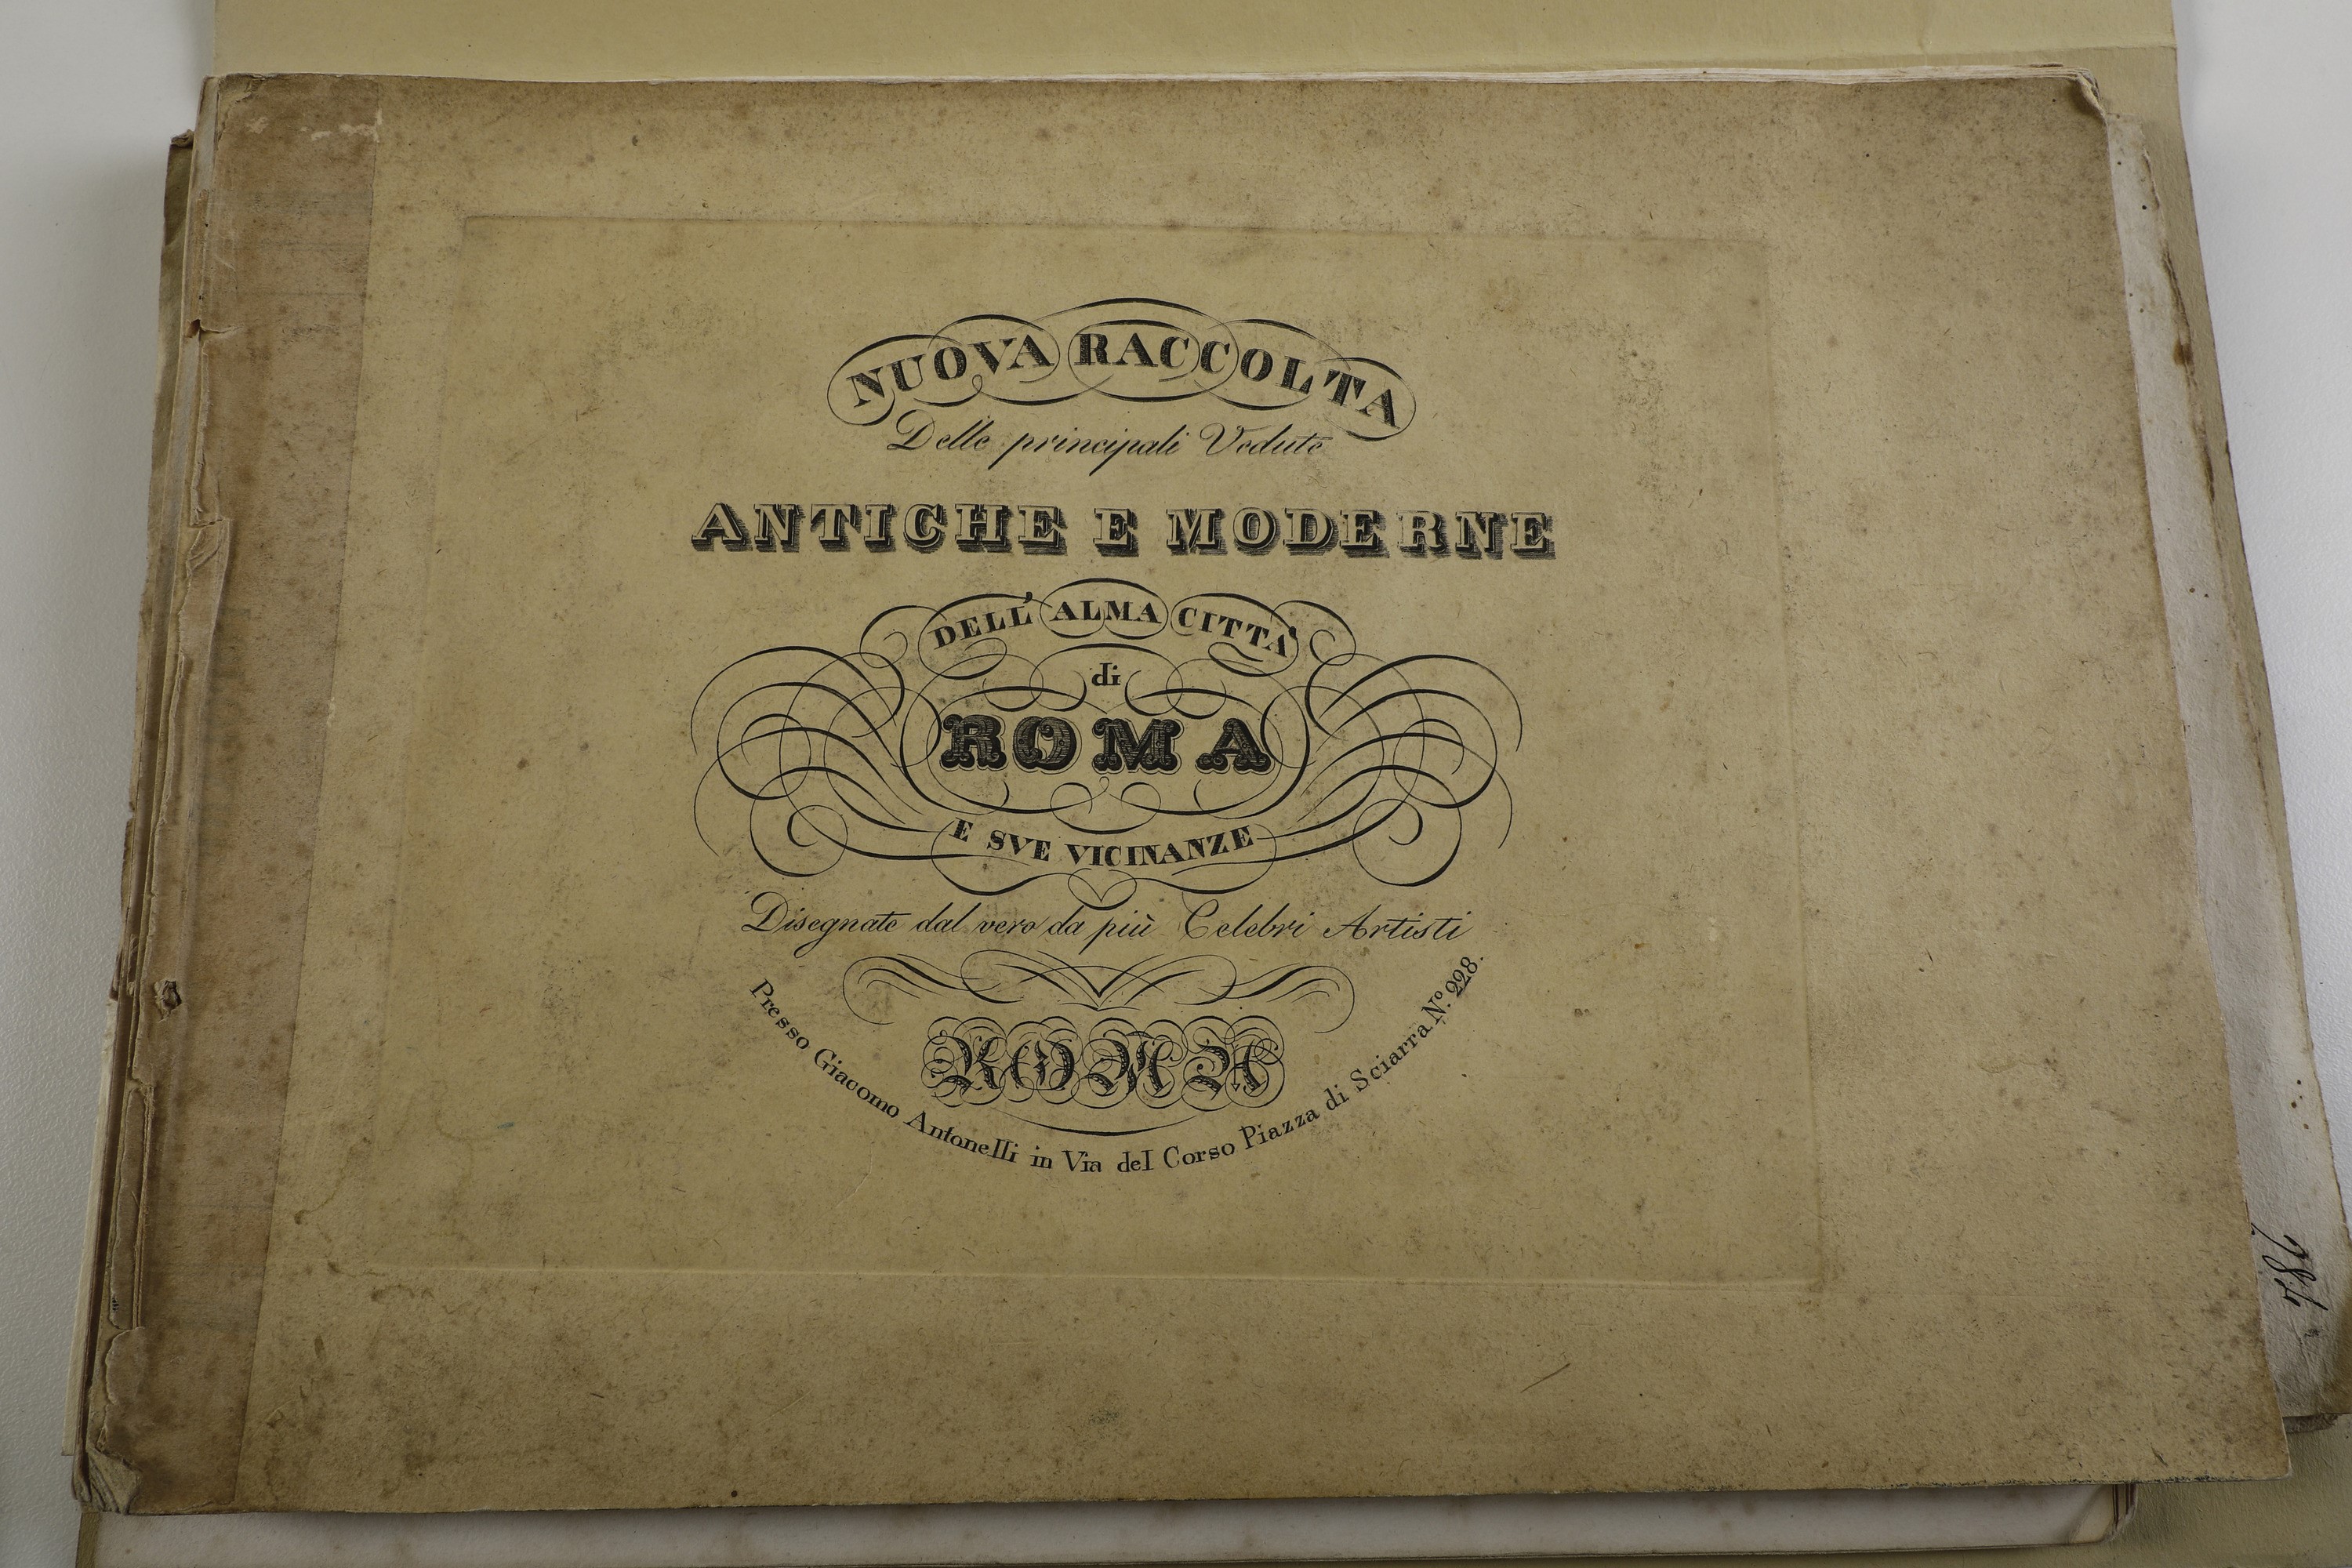 NUOVA RACCOLTA
Delle principali Vedute
ANTICHE E MODERNE
DELL' ALMA CITTÀ
di
ROMA
E SVE VICINANZE
Disegnate dal vero da più Celebri Artisti
ROMA
Presso Giacomo Antonelli in Via del Corso Piazza di Sciarra N.º 228.